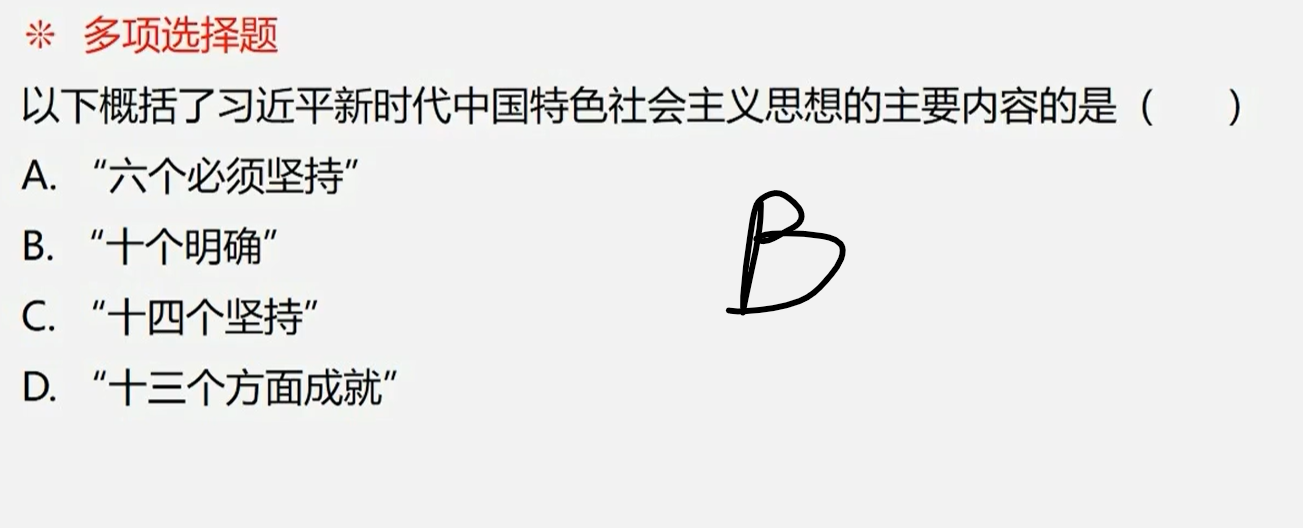 ※ 多项选择题
以下概括了习近平新时代中国特色社会主义思想的主要内容的是（　　）
A. “六个必须坚持”
B. “十个明确”
B
C. “十四个坚持”
D. “十三个方面成就”